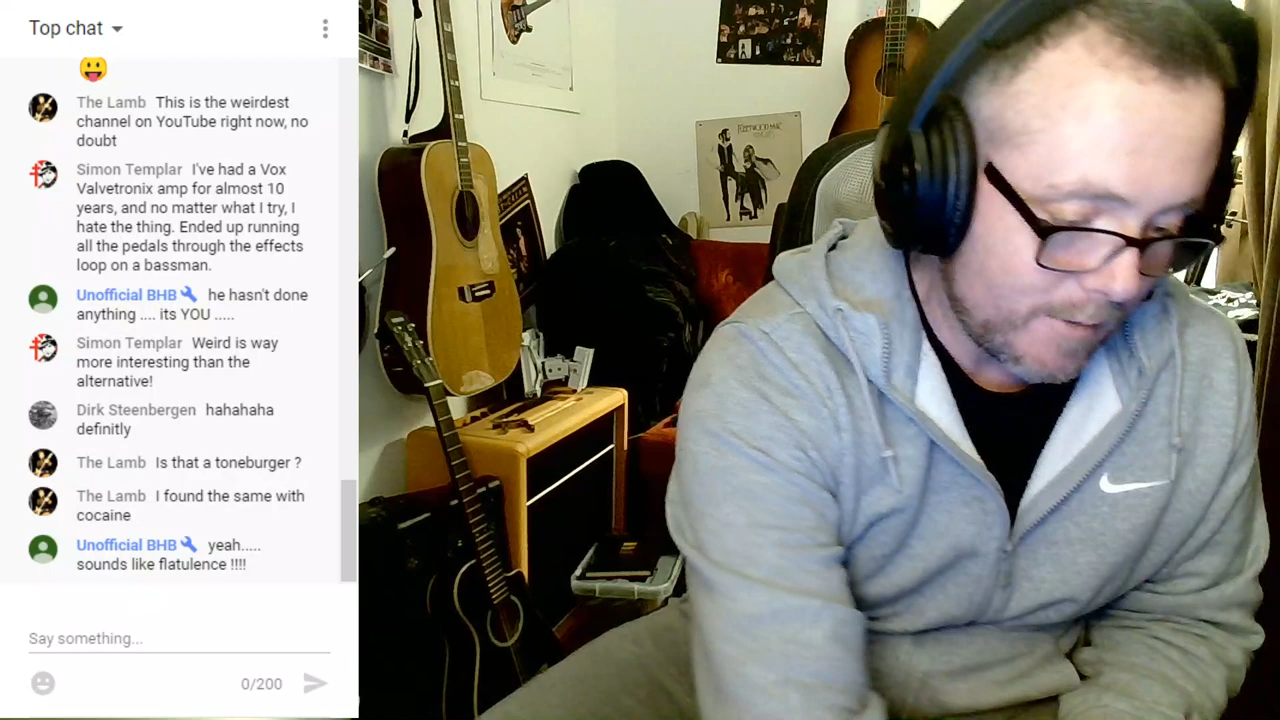 Top chat
The Lamb This is the weirdest
channel on YouTube right now, no
doubt
Simon Templar I've had a Vox
Valvetronix amp for almost 10
years, and no matter what I try, I
hate the thing. Ended up running
all the pedals through the effects
loop on a bassman.
Unofficial BHB he hasn't done
anything .... its YOU .....
Simon Templar Weird is way
more interesting than the
alternative!
Dirk Steenbergen hahahaha
definitly
The Lamb Is that a toneburger ?
The Lamb I found the same with
cocaine
Unofficial BHB yeah.....
sounds like flatulence !!!!
Say something...
0/200
FLEETWOOD MAC